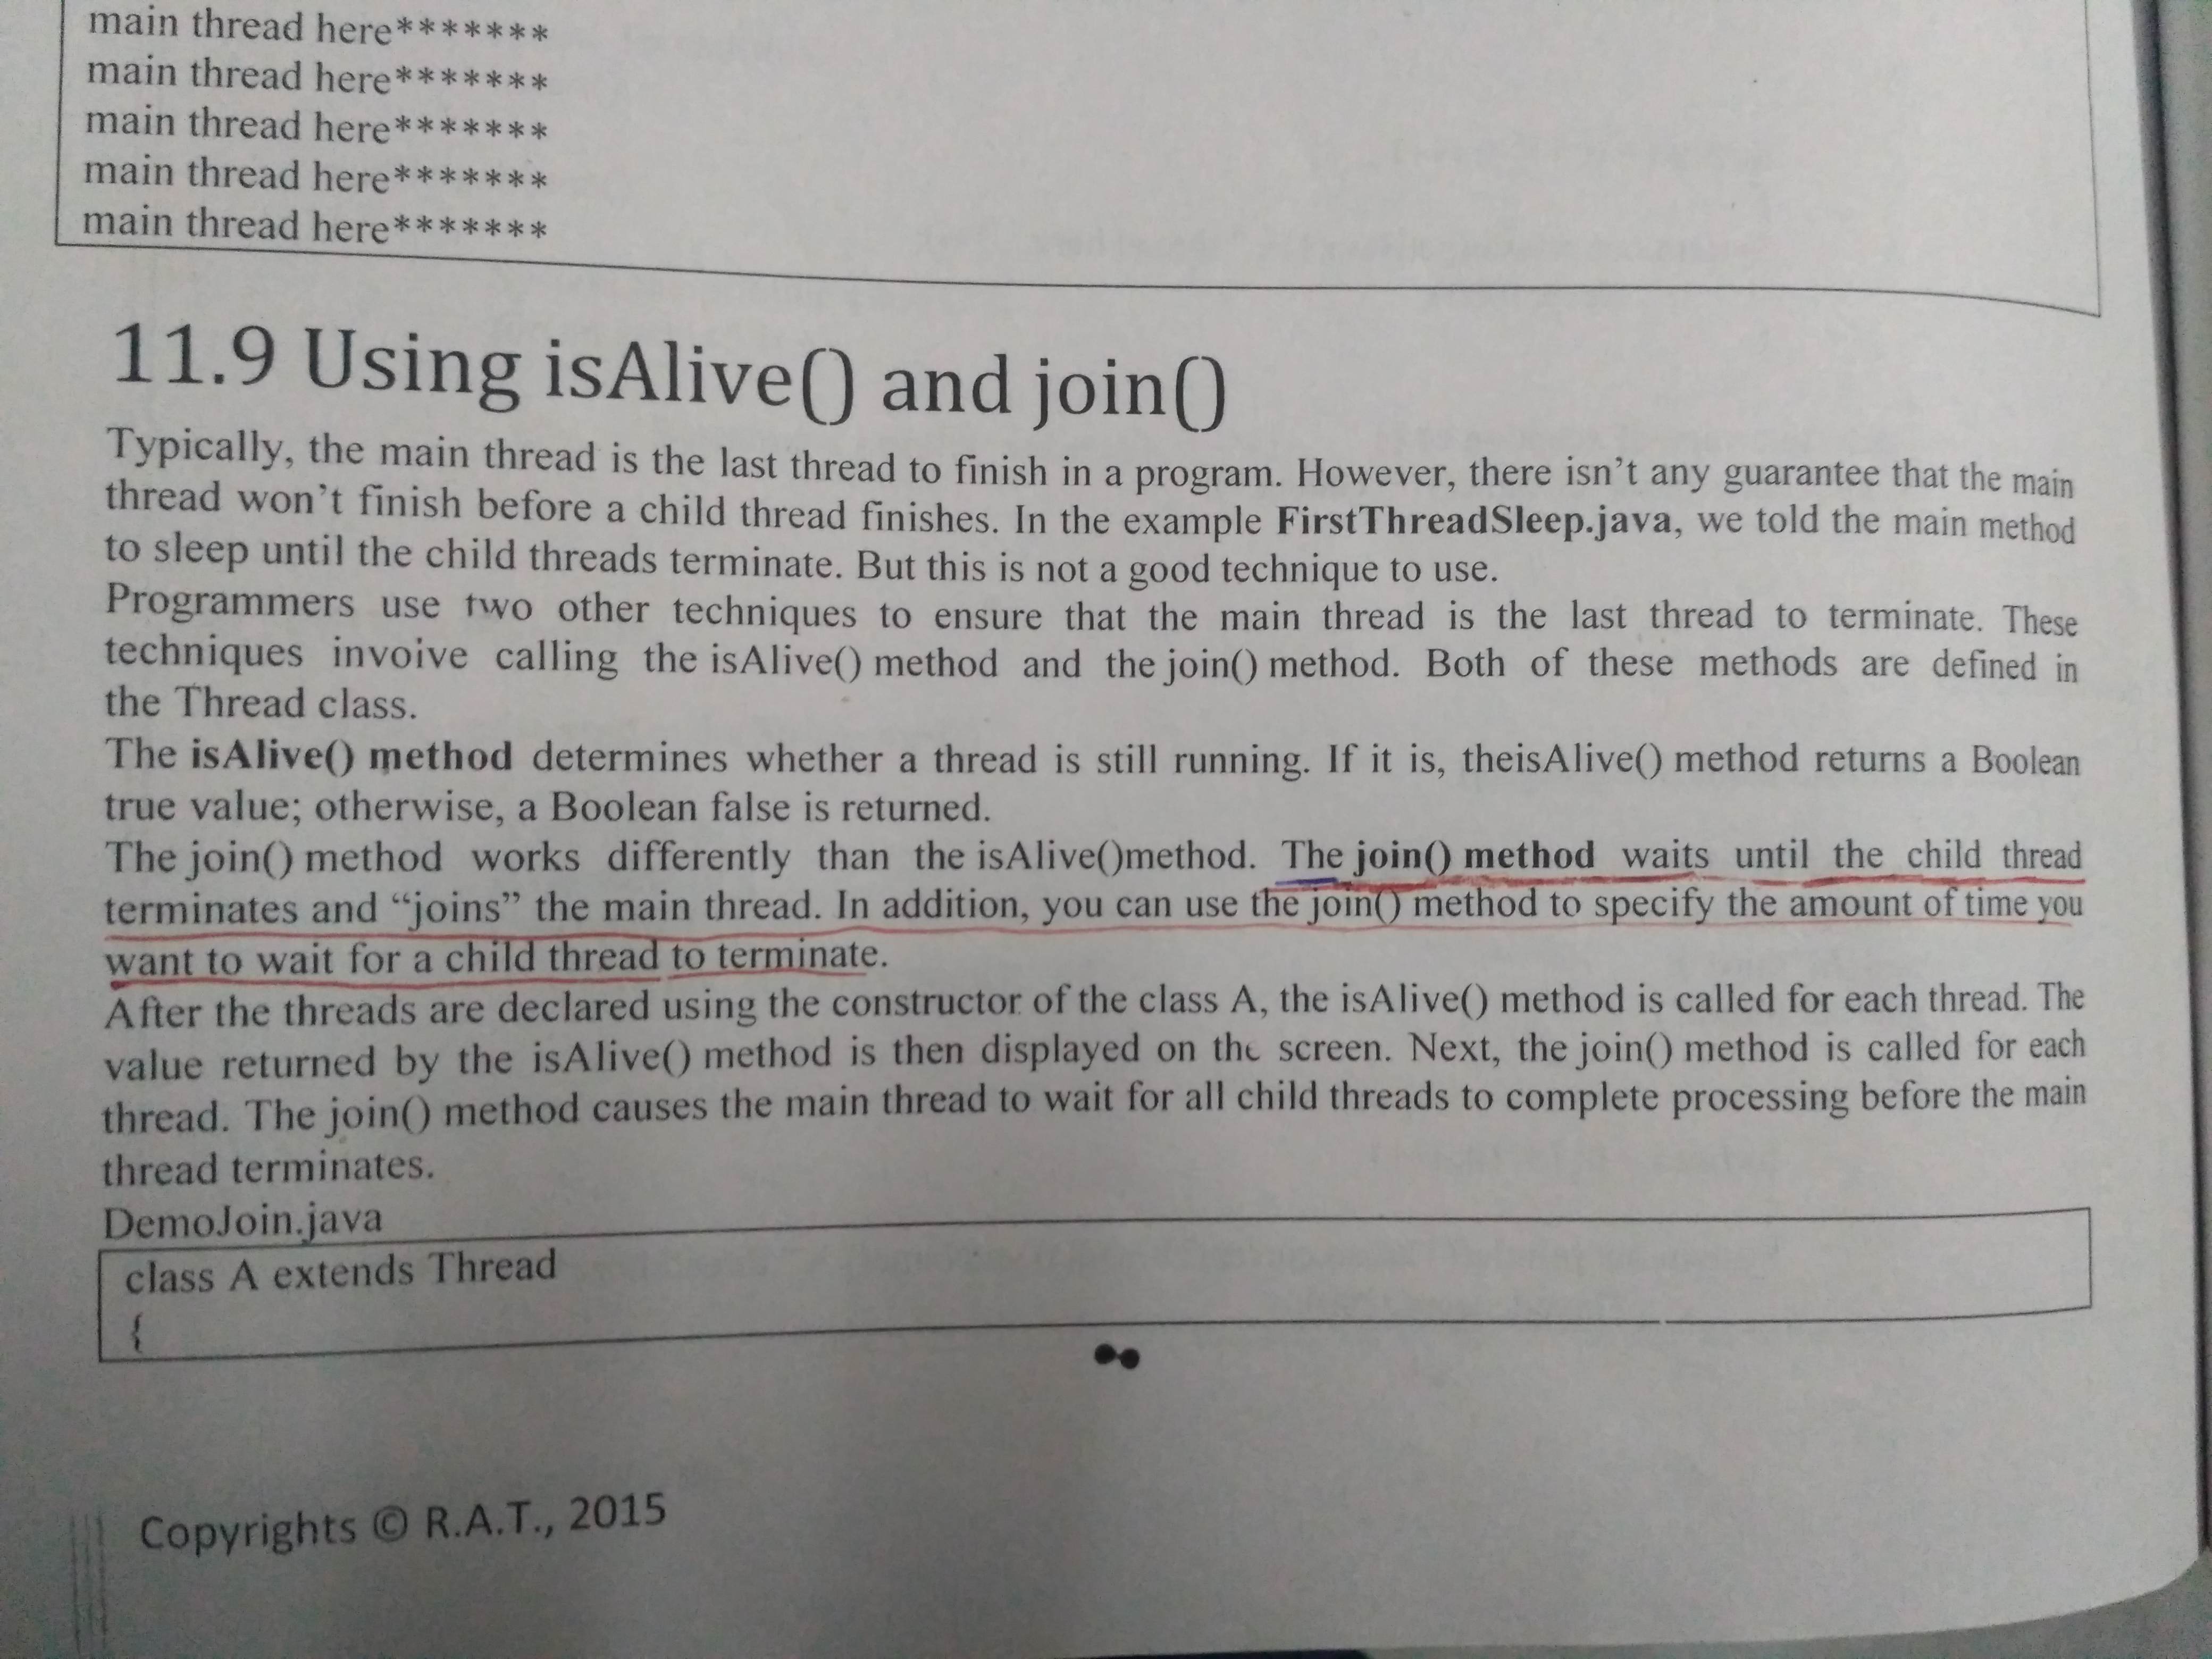 main thread here*******
main thread here*******
main thread here*******
main thread here*******
main thread here*******
11.9 Using isAlive() and join()
Typically, the main thread is the last thread to finish in a program. However, there isn't any guarantee that the main
thread won't finish before a child thread finishes. In the example FirstThreadSleep.java, we told the main method
to sleep until the child threads terminate. But this is not a good technique to use.
Programmers use two other techniques to ensure that the main thread is the last thread to terminate. These
techniques invoive calling the isAlive() method and the join() method. Both of these methods are defined in
the Thread class.
The isAlive() method determines whether a thread is still running. If it is, theisAlive() method returns a Boolean
true value; otherwise, a Boolean false is returned.
The join() method works differently than the isAlive()method. The join() method waits until the child thread
terminates and “joins” the main thread. In addition, you can use the join() method to specify the amount of time you
want to wait for a child thread to terminate.
After the threads are declared using the constructor of the class A, the isAlive() method is called for each thread. The
value returned by the isAlive() method is then displayed on the screen. Next, the join() method is called for each
thread. The join() method causes the main thread to wait for all child threads to complete processing before the main
thread terminates.
DemoJoin.java
class A extends Thread
{
Copyrights © R.A.T., 2015